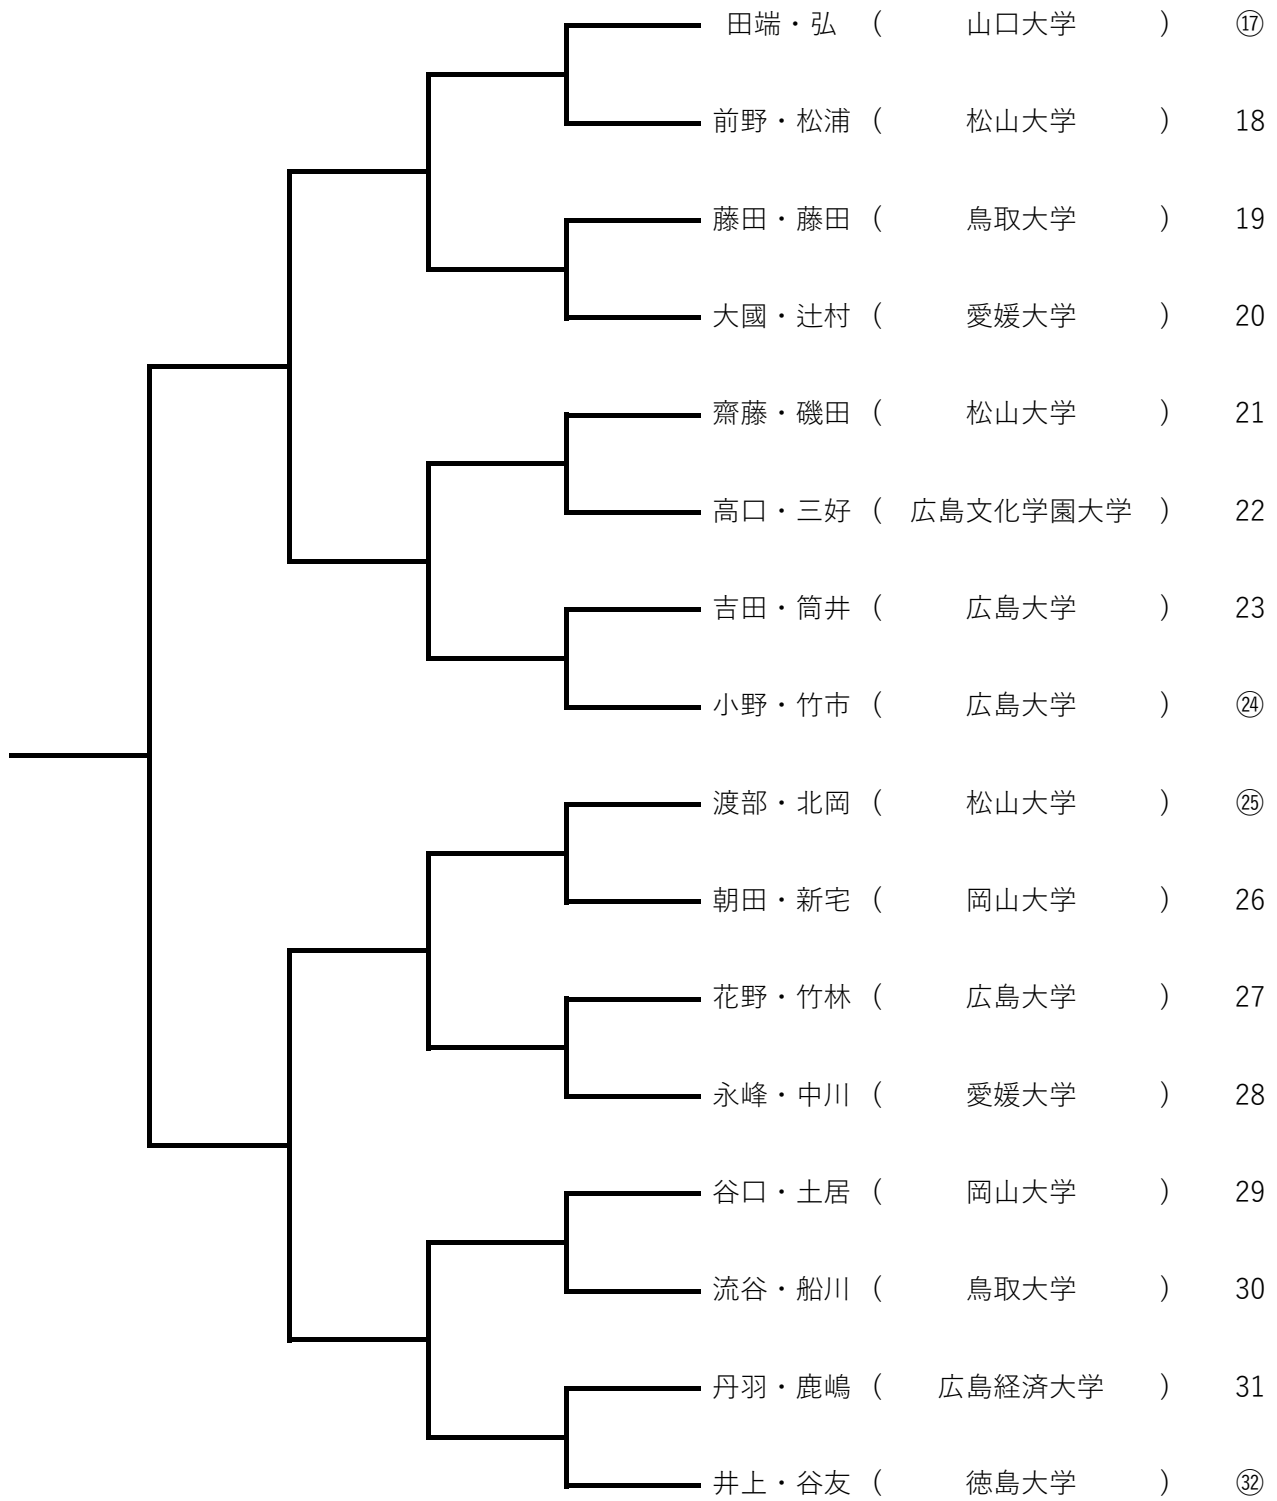 田端・弘 （ 山口大学 ） ⑰
前野・松浦 （ 松山大学 ） 18
藤田・藤田 （ 鳥取大学 ） 19
大國・辻村 （ 愛媛大学 ） 20
齋藤・磯田 （ 松山大学 ） 21
高口・三好 （ 広島文化学園大学 ） 22
吉田・筒井 （ 広島大学 ） 23
小野・竹市 （ 広島大学 ） ㉔
渡部・北岡 （ 松山大学 ） ㉕
朝田・新宅 （ 岡山大学 ） 26
花野・竹林 （ 広島大学 ） 27
永峰・中川 （ 愛媛大学 ） 28
谷口・土居 （ 岡山大学 ） 29
流谷・船川 （ 鳥取大学 ） 30
丹羽・鹿嶋 （ 広島経済大学 ） 31
井上・谷友 （ 徳島大学 ） ㉜